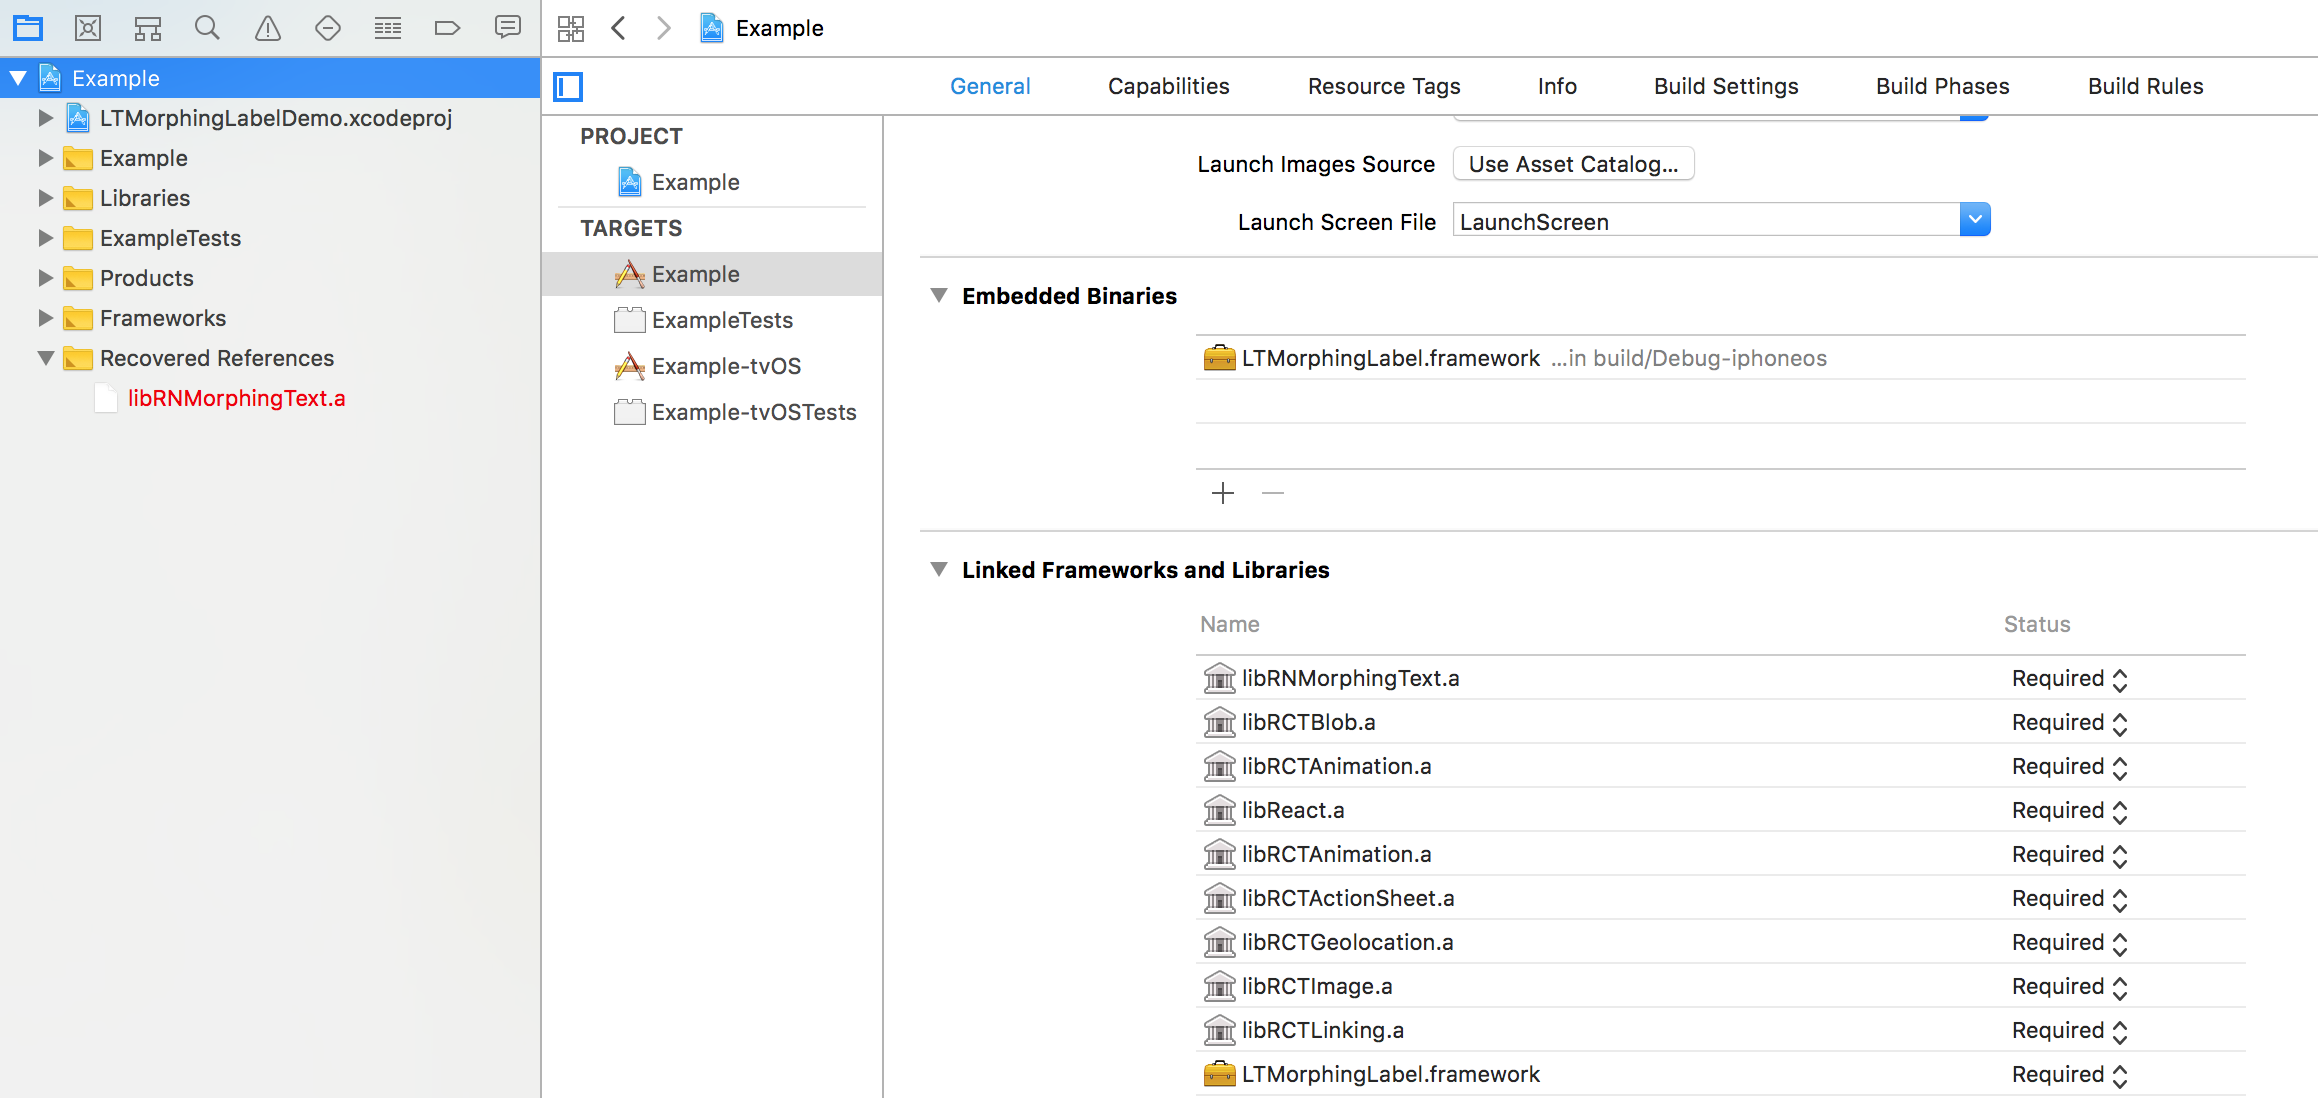 Example
General Capabilities Resource Tags Info Build Settings Build Phases Build Rules
Example
LTMorphingLabelDemo.xcodeproj
Example
Libraries
ExampleTests
Products
Frameworks
Recovered References
libRNMorphingText.a
PROJECT
Example
TARGETS
Example
ExampleTests
Example-tvOS
Example-tvOSTests
Launch Images Source Use Asset Catalog...
Launch Screen File LaunchScreen
Embedded Binaries
LTMorphingLabel.framework ...in build/Debug-iphoneos
Linked Frameworks and Libraries
Name Status
libRNMorphingText.a Required
libRCTBlob.a Required
libRCTAnimation.a Required
libReact.a Required
libRCTAnimation.a Required
libRCTActionSheet.a Required
libRCTGeolocation.a Required
libRCTImage.a Required
libRCTLinking.a Required
LTMorphingLabel.framework Required